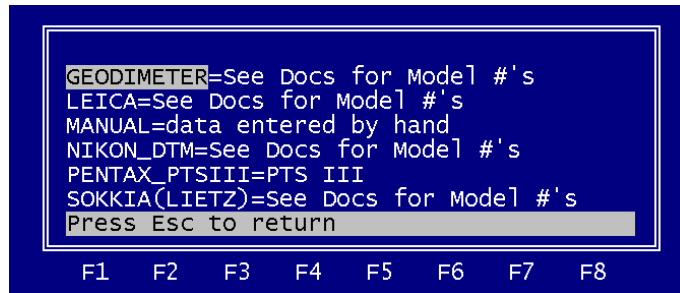 GEODIMETER=See Docs for Model #'s
LEICA=See Docs for Model #'s
MANUAL=data entered by hand
NIKON_DTM=See Docs for Model #'s
PENTAX_PTSIII=PTS III
SOKKIA(LIETZ)=See Docs for Model #'s
Press Esc to return
F1 F2 F3 F4 F5 F6 F7 F8